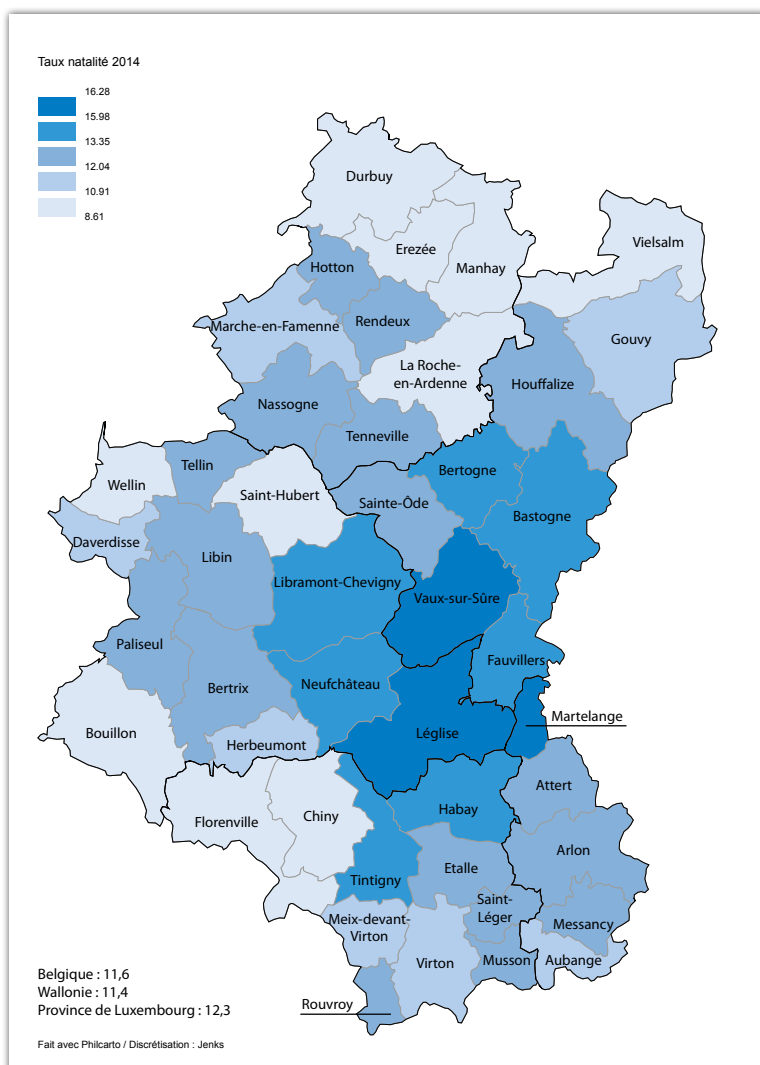 Taux natalité 2014
16.28
15.98
13.35
12.04
10.91
8.61
Durbuy
Vielsalm
Erezée
Hotton
Manhay
Rendeux
Marche-en-Famenne
Gouvy
La Roche-
en-Ardenne
Houffalize
Nassogne
Tenneville
Tellin
Bertogne
Wellin
Saint-Hubert
Sainte-Ôde
Bastogne
Daverdisse
Libin
Libramont-Chevigny
Vaux-sur-Sûre
Paliseul
Fauvillers
Bertrix
Neufchâteau
Martelange
Bouillon
Léglise
Herbeumont
Attert
Habay
Florenville
Chiny
Arlon
Etalle
Tintigny
Saint-
Léger
Meix-devant-
Virton
Messancy
Virton
Musson
Aubange
Belgique : 11,6
Wallonie : 11,4
Province de Luxembourg : 12,3
Rouvroy
Fait avec Philcarto / Discrétisation : Jenks